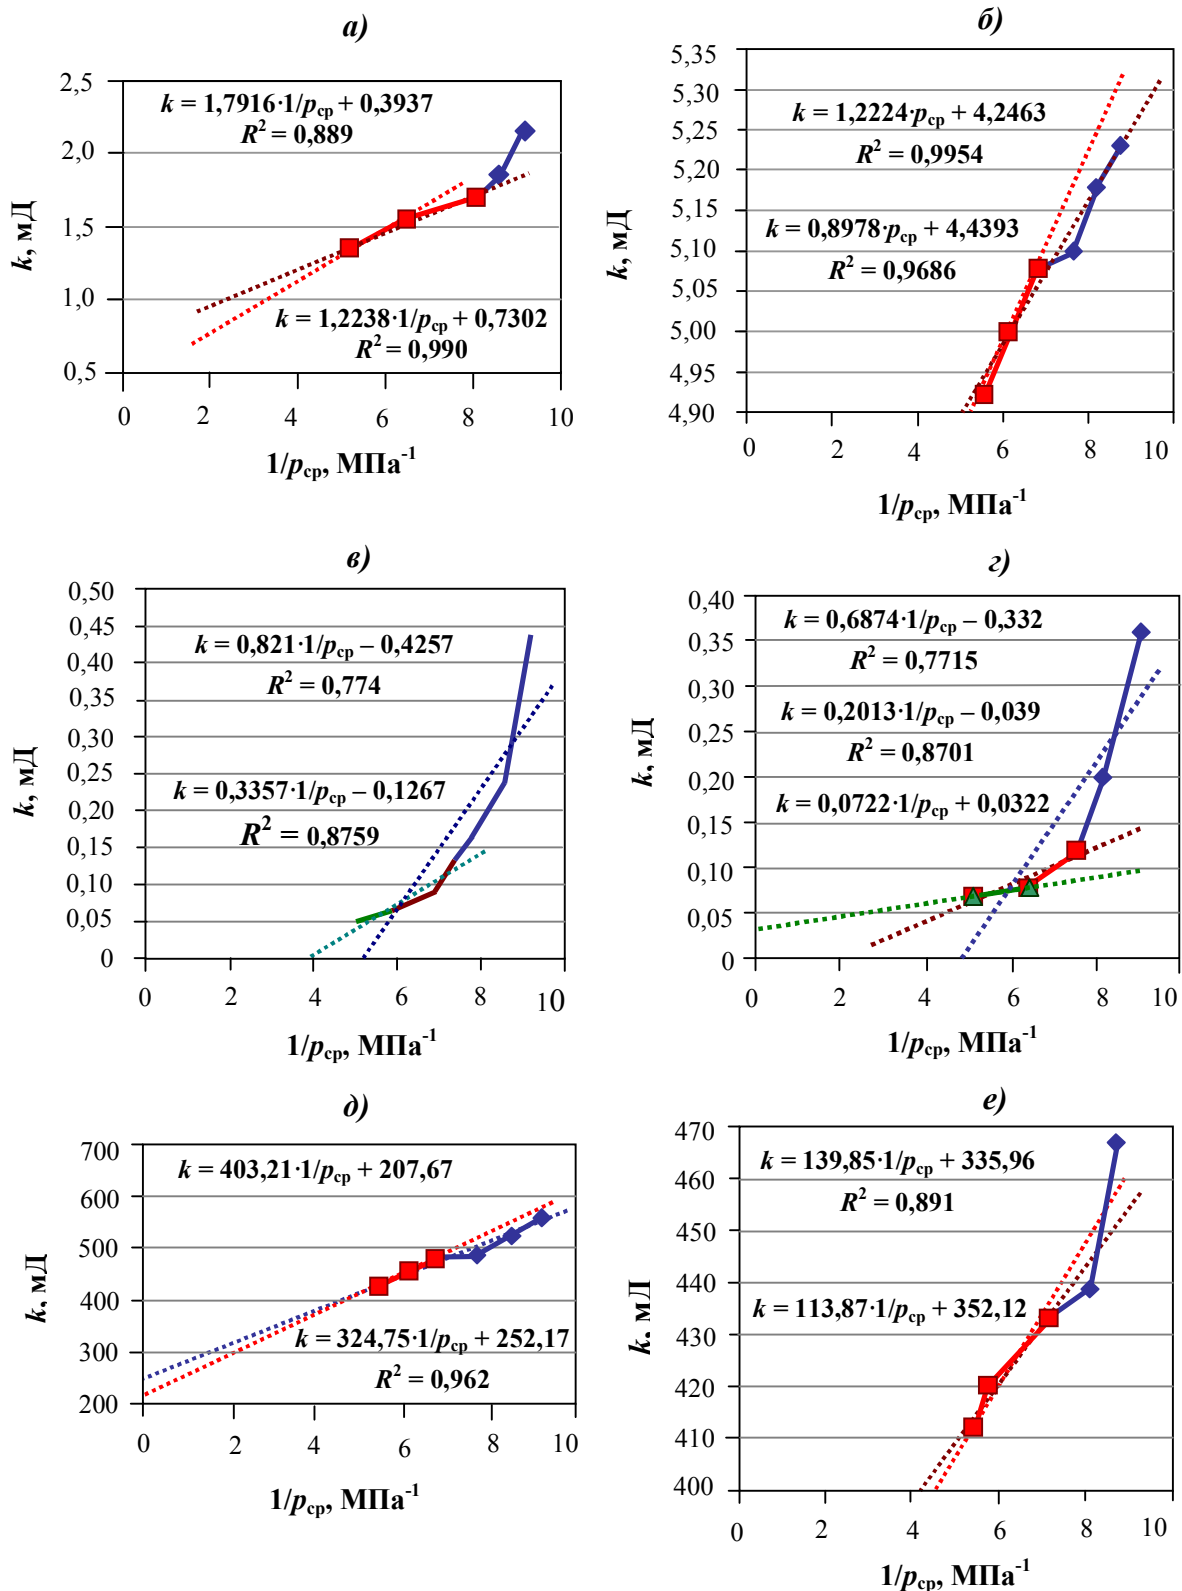 а)
2,5
2,0
1,5
1,0
0,5
k, мД
k = 1,7916·1/pср + 0,3937
R² = 0,889
k = 1,2238·1/pср + 0,7302
R² = 0,990
0 2 4 6 8 10
1/pср, МПа⁻¹
б)
5,35
5,30
5,25
5,20
5,15
5,10
5,05
5,00
4,95
4,90
k, мД
k = 1,2224·pср + 4,2463
R² = 0,9954
k = 0,8978·pср + 4,4393
R² = 0,9686
0 2 4 6 8 10
1/pср, МПа⁻¹
в)
0,50
0,45
0,40
0,35
0,30
0,25
0,20
0,15
0,10
0,05
0
k, мД
k = 0,821·1/pср – 0,4257
R² = 0,774
k = 0,3357·1/pср – 0,1267
R² = 0,8759
0 2 4 6 8 10
1/pср, МПа⁻¹
г)
0,40
0,35
0,30
0,25
0,20
0,15
0,10
0,05
0
k, мД
k = 0,6874·1/pср – 0,332
R² = 0,7715
k = 0,2013·1/pср – 0,039
R² = 0,8701
k = 0,0722·1/pср + 0,0322
0 2 4 6 8 10
1/pср, МПа⁻¹
д)
700
600
500
400
300
200
k, мД
k = 403,21·1/pср + 207,67
k = 324,75·1/pср + 252,17
R² = 0,962
0 2 4 6 8 10
1/pср, МПа⁻¹
е)
470
460
450
440
430
420
410
400
k, мД
k = 139,85·1/pср + 335,96
R² = 0,891
k = 113,87·1/pср + 352,12
0 2 4 6 8 10
1/pср, МПа⁻¹